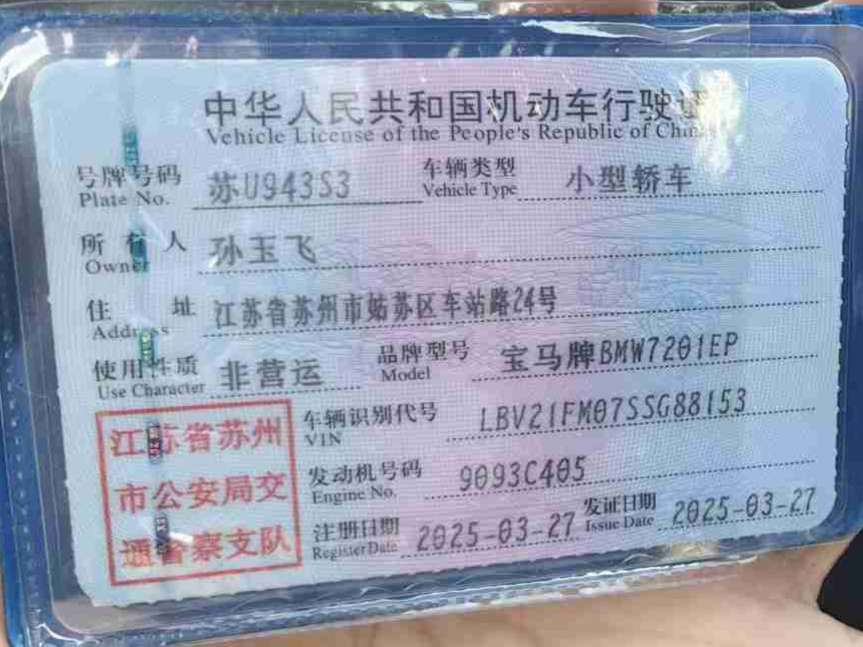 中华人民共和国机动车行驶证
Vehicle License of the People's Republic of China
号牌号码 苏U943S3 车辆类型 小型轿车
Plate No. Vehicle Type
所有人 孙玉飞
Owner
住址 江苏省苏州市姑苏区车站路24号
Address
使用性质 非营运 品牌型号 宝马牌BMW7201EP
Use Character Model
江苏省苏州
市公安局交
通警察支队
车辆识别代号 LBV21FM07SSG88153
VIN
发动机号码 9093C405
Engine No.
注册日期 2025-03-27 发证日期 2025-03-27
Register Date Issue Date